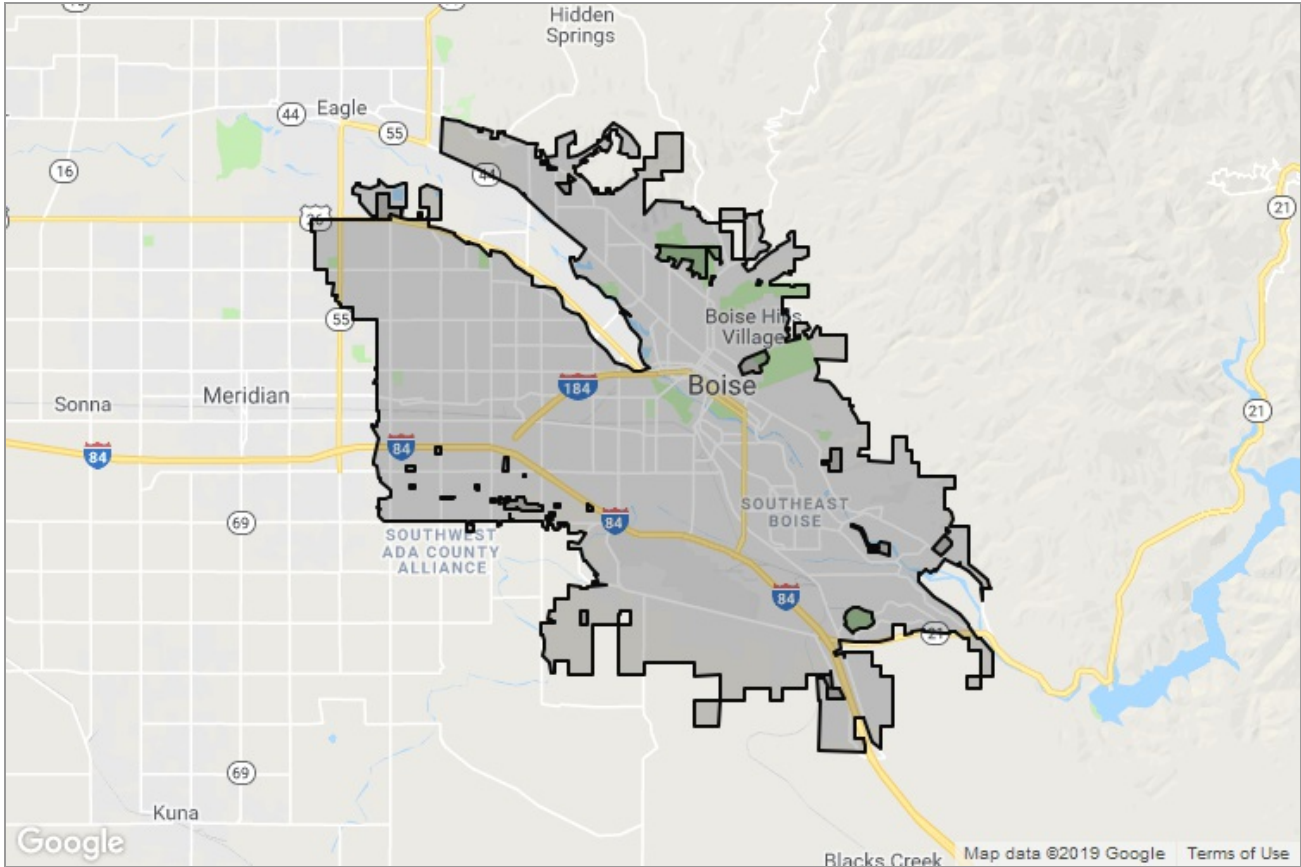 Hidden
Springs
44
Eagle
55
16
44
21
26
Boise Hills
Village
55
184
Boise
Meridian
Sonna
21
84
84
SOUTHEAST
BOISE
84
69
SOUTHWEST
ADA COUNTY
ALLIANCE
84
21
69
Kuna
Google
Blacks Creek
Map data ©2019 Google
Terms of Use